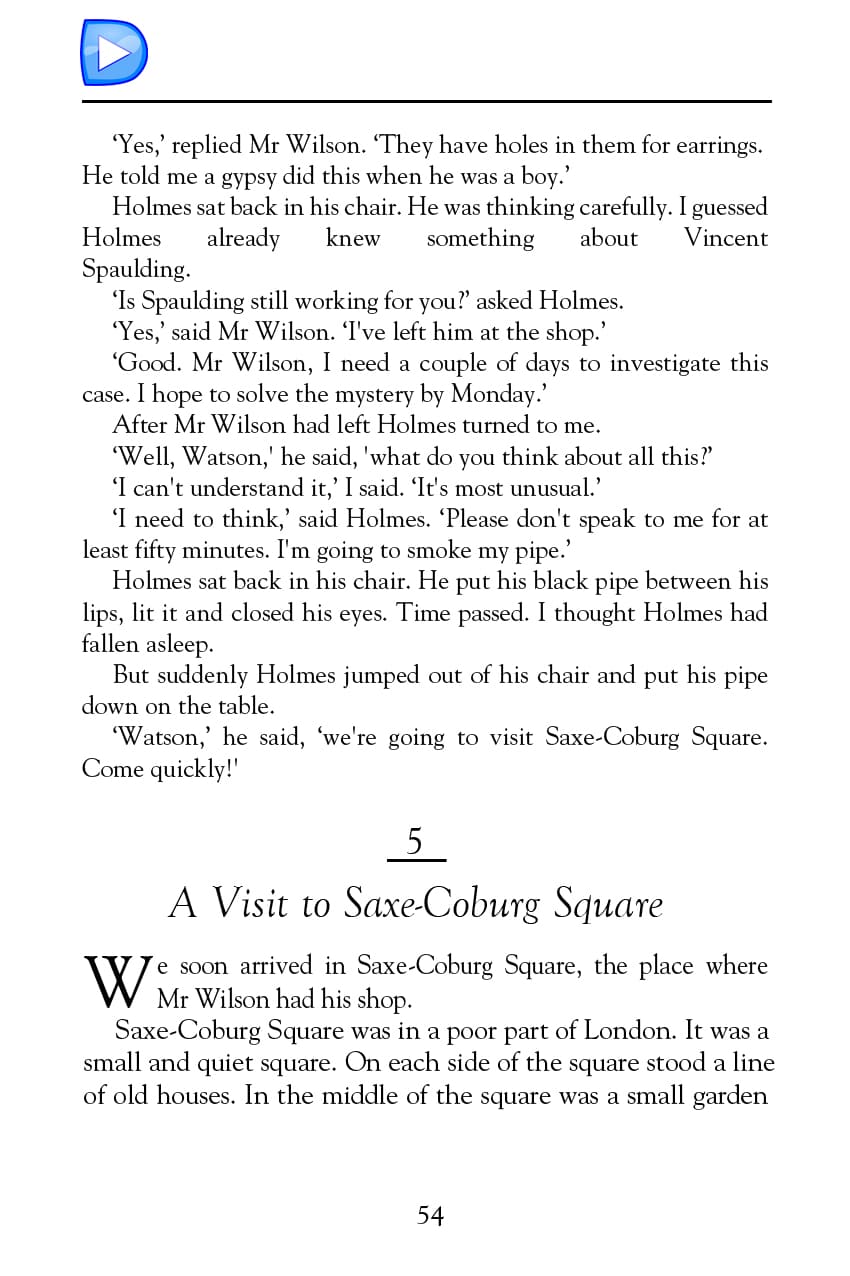 ‘Yes,’ replied Mr Wilson. ‘They have holes in them for earrings.
He told me a gypsy did this when he was a boy.’
Holmes sat back in his chair. He was thinking carefully. I guessed
Holmes already knew something about Vincent
Spaulding.
‘Is Spaulding still working for you?’ asked Holmes.
‘Yes,’ said Mr Wilson. ‘I've left him at the shop.’
‘Good. Mr Wilson, I need a couple of days to investigate this
case. I hope to solve the mystery by Monday.’
After Mr Wilson had left Holmes turned to me.
‘Well, Watson,' he said, 'what do you think about all this?’
‘I can't understand it,’ I said. ‘It's most unusual.’
‘I need to think,’ said Holmes. ‘Please don't speak to me for at
least fifty minutes. I'm going to smoke my pipe.’
Holmes sat back in his chair. He put his black pipe between his
lips, lit it and closed his eyes. Time passed. I thought Holmes had
fallen asleep.
But suddenly Holmes jumped out of his chair and put his pipe
down on the table.
‘Watson,’ he said, ‘we're going to visit Saxe-Coburg Square.
Come quickly!'
5
A Visit to Saxe-Coburg Square
We soon arrived in Saxe-Coburg Square, the place where
Mr Wilson had his shop.
Saxe-Coburg Square was in a poor part of London. It was a
small and quiet square. On each side of the square stood a line
of old houses. In the middle of the square was a small garden
54